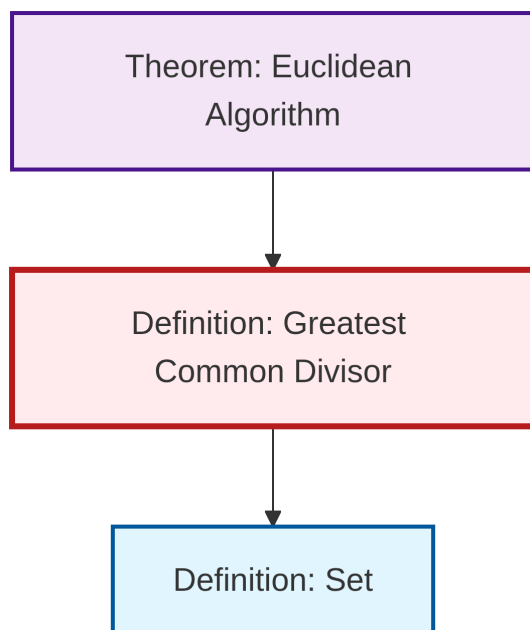 Theorem: Euclidean
Algorithm
Definition: Greatest
Common Divisor
Definition: Set